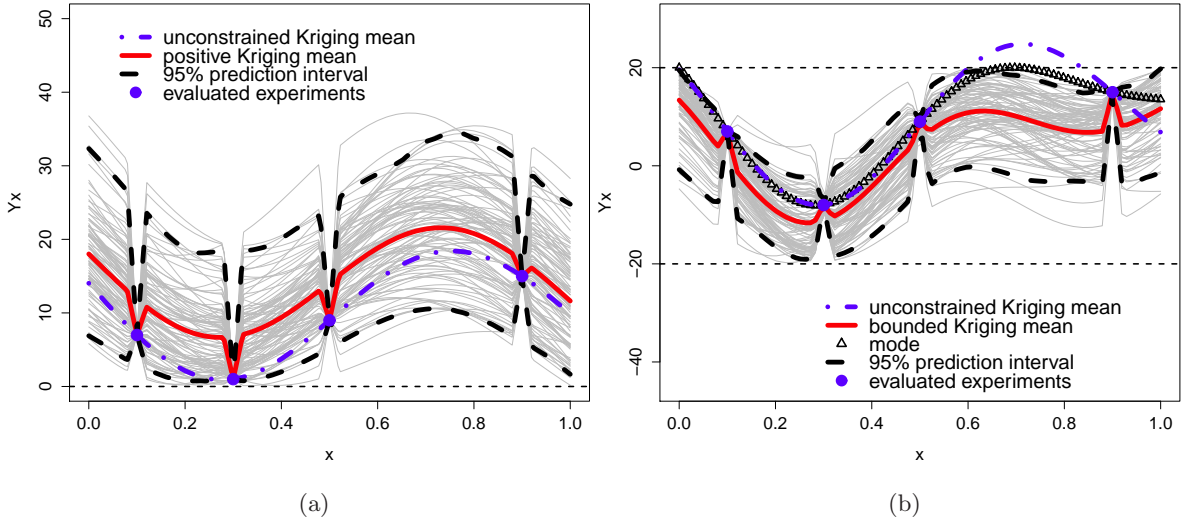 50
40
30
20
10
0
Yx
unconstrained Kriging mean
positive Kriging mean
95% prediction interval
evaluated experiments
0.0 0.2 0.4 0.6 0.8 1.0
x
(a)
20
0
−20
−40
Yx
unconstrained Kriging mean
bounded Kriging mean
mode
95% prediction interval
evaluated experiments
0.0 0.2 0.4 0.6 0.8 1.0
x
(b)